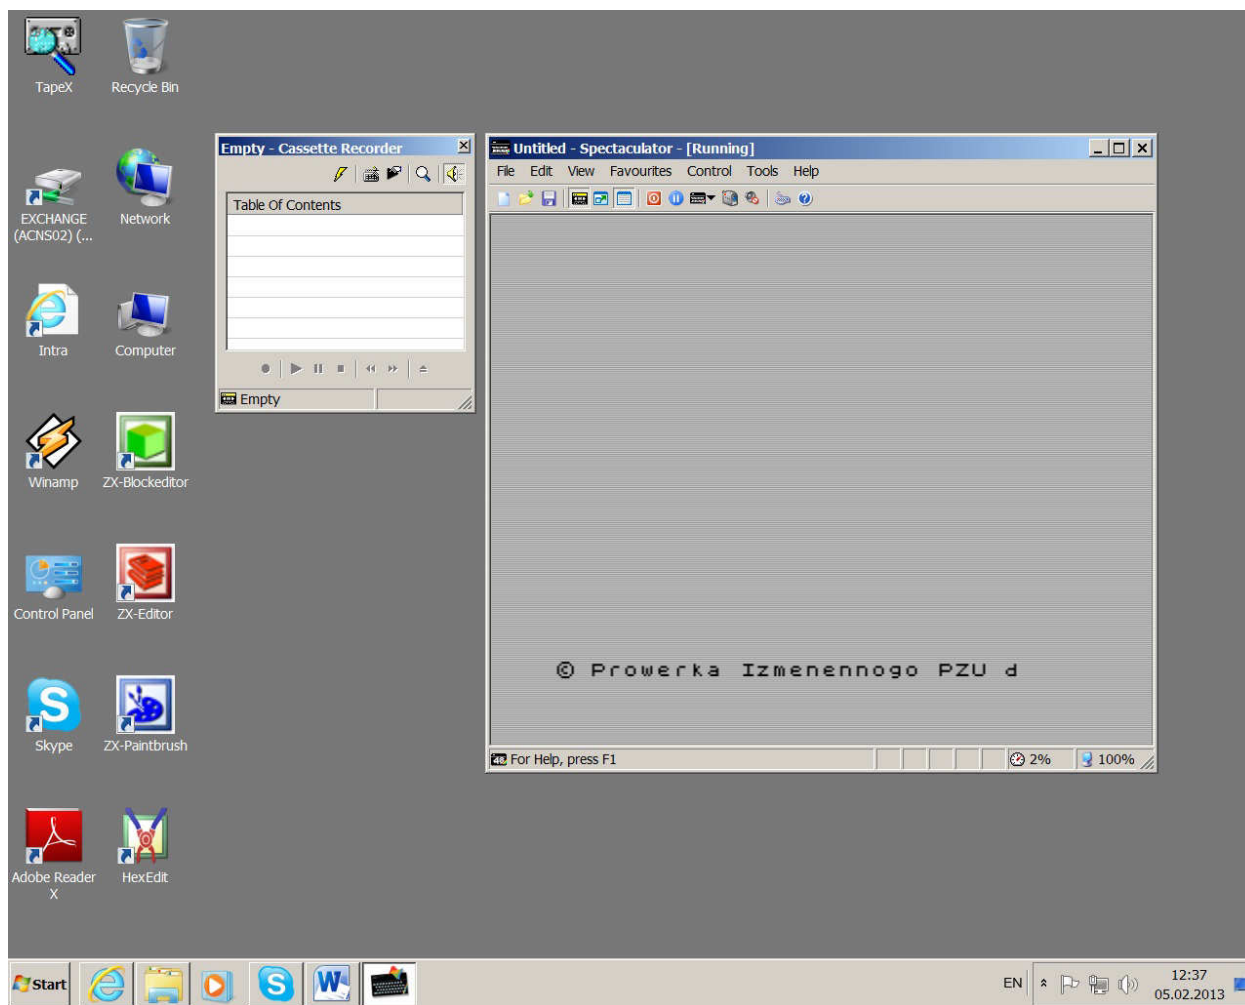 TapeX
Recycle Bin
EXCHANGE
(ACNS02) (...
Network
Intra
Computer
Winamp
ZX-Blockeditor
Control Panel
ZX-Editor
Skype
ZX-Paintbrush
Adobe Reader
X
HexEdit
Empty - Cassette Recorder
Table Of Contents
Empty
Untitled - Spectaculator - [Running]
File Edit View Favourites Control Tools Help
© Prowerka Izmenennogo PZU d
For Help, press F1
2%
100%
Start
EN
12:37
05.02.2013